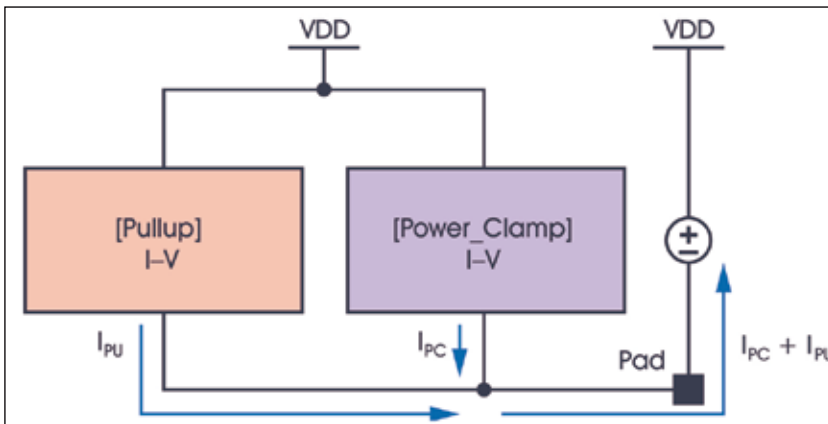 VDD
VDD
[Pullup]
I–V
[Power_Clamp]
I–V
+
–
IPU
IPC
Pad
IPC + IPU